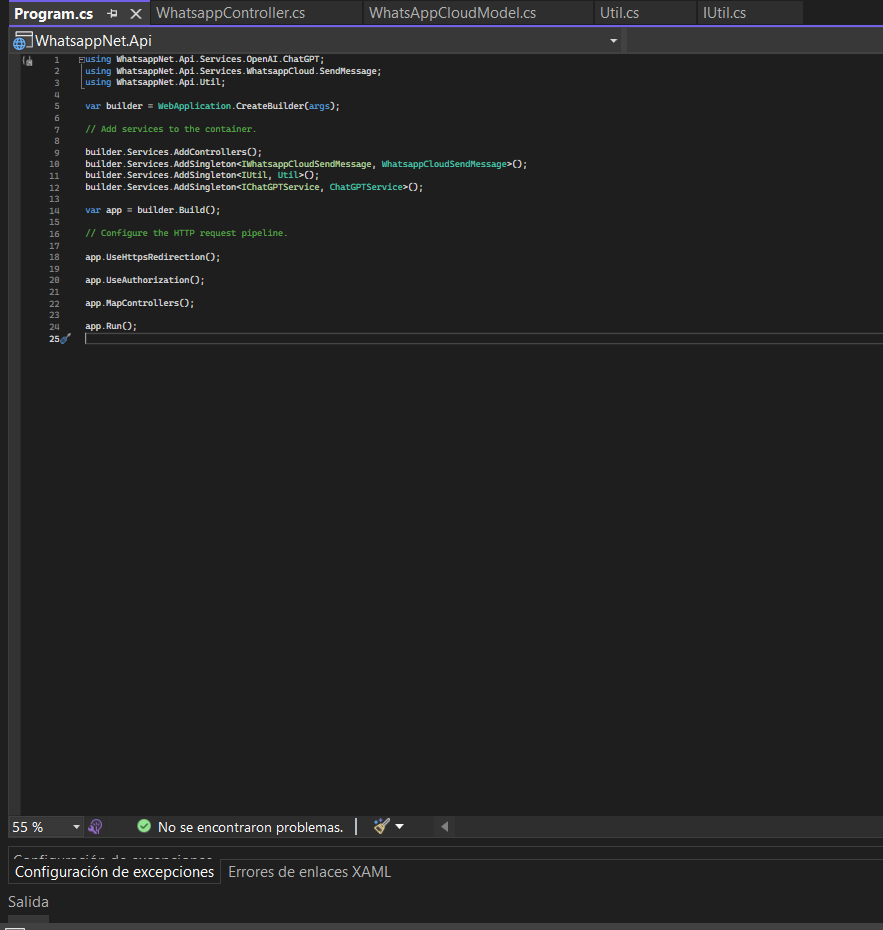 Program.cs
WhatsappController.cs
WhatsAppCloudModel.cs
Util.cs
IUtil.cs
WhatsappNet.Api
1 using WhatsappNet.Api.Services.OpenAI.ChatGPT;
2 using WhatsappNet.Api.Services.WhatsappCloud.SendMessage;
3 using WhatsappNet.Api.Util;
4
5 var builder = WebApplication.CreateBuilder(args);
6
7 // Add services to the container.
8
9 builder.Services.AddControllers();
10 builder.Services.AddSingleton<IWhatsappCloudSendMessage, WhatsappCloudSendMessage>();
11 builder.Services.AddSingleton<IUtil, Util>();
12 builder.Services.AddSingleton<IChatGPTService, ChatGPTService>();
13
14 var app = builder.Build();
15
16 // Configure the HTTP request pipeline.
17
18 app.UseHttpsRedirection();
19
20 app.UseAuthorization();
21
22 app.MapControllers();
23
24 app.Run();
25
55 %
No se encontraron problemas.
Configuración de excepciones
Configuración de excepciones
Errores de enlaces XAML
Salida